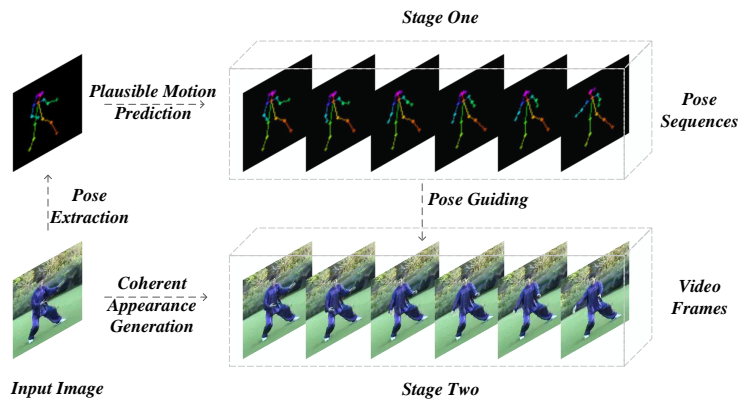 Stage One
Plausible Motion
Prediction
Pose
Sequences
Pose
Extraction
Pose Guiding
Coherent
Appearance
Generation
Video
Frames
Input Image
Stage Two